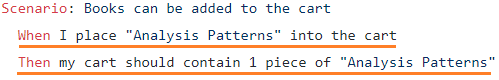 Scenario: Books can be added to the cart
When I place "Analysis Patterns" into the cart
Then my cart should contain 1 piece of "Analysis Patterns"